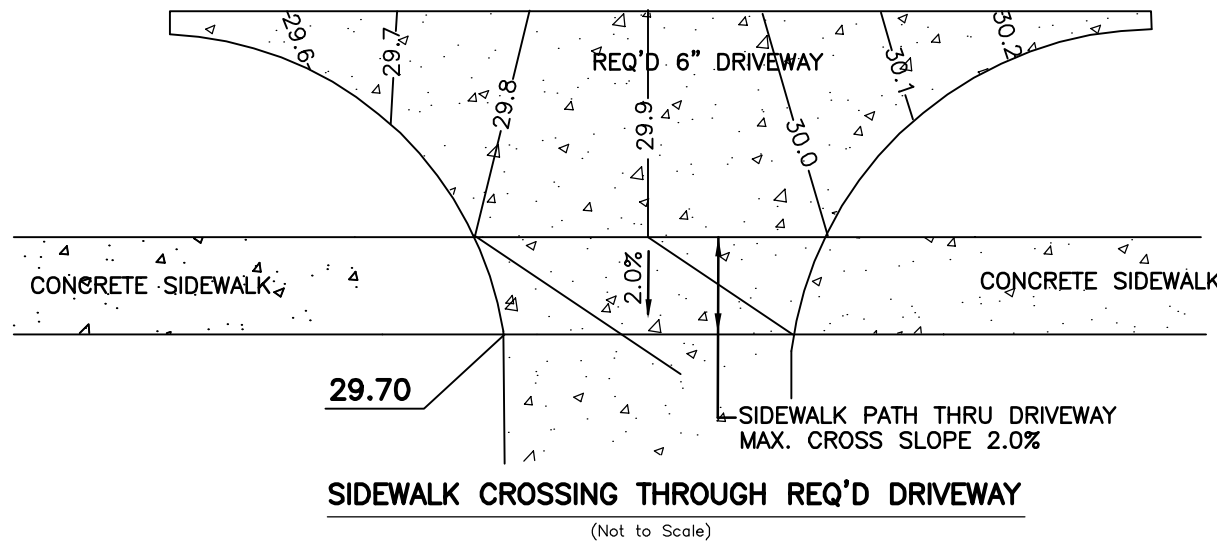 29.6
29.7
29.8
29.9
30.0
30.1
30.2
REQ'D 6" DRIVEWAY
2.0%
CONCRETE SIDEWALK
CONCRETE SIDEWALK
29.70
SIDEWALK PATH THRU DRIVEWAY
MAX. CROSS SLOPE 2.0%
SIDEWALK CROSSING THROUGH REQ'D DRIVEWAY
(Not to Scale)